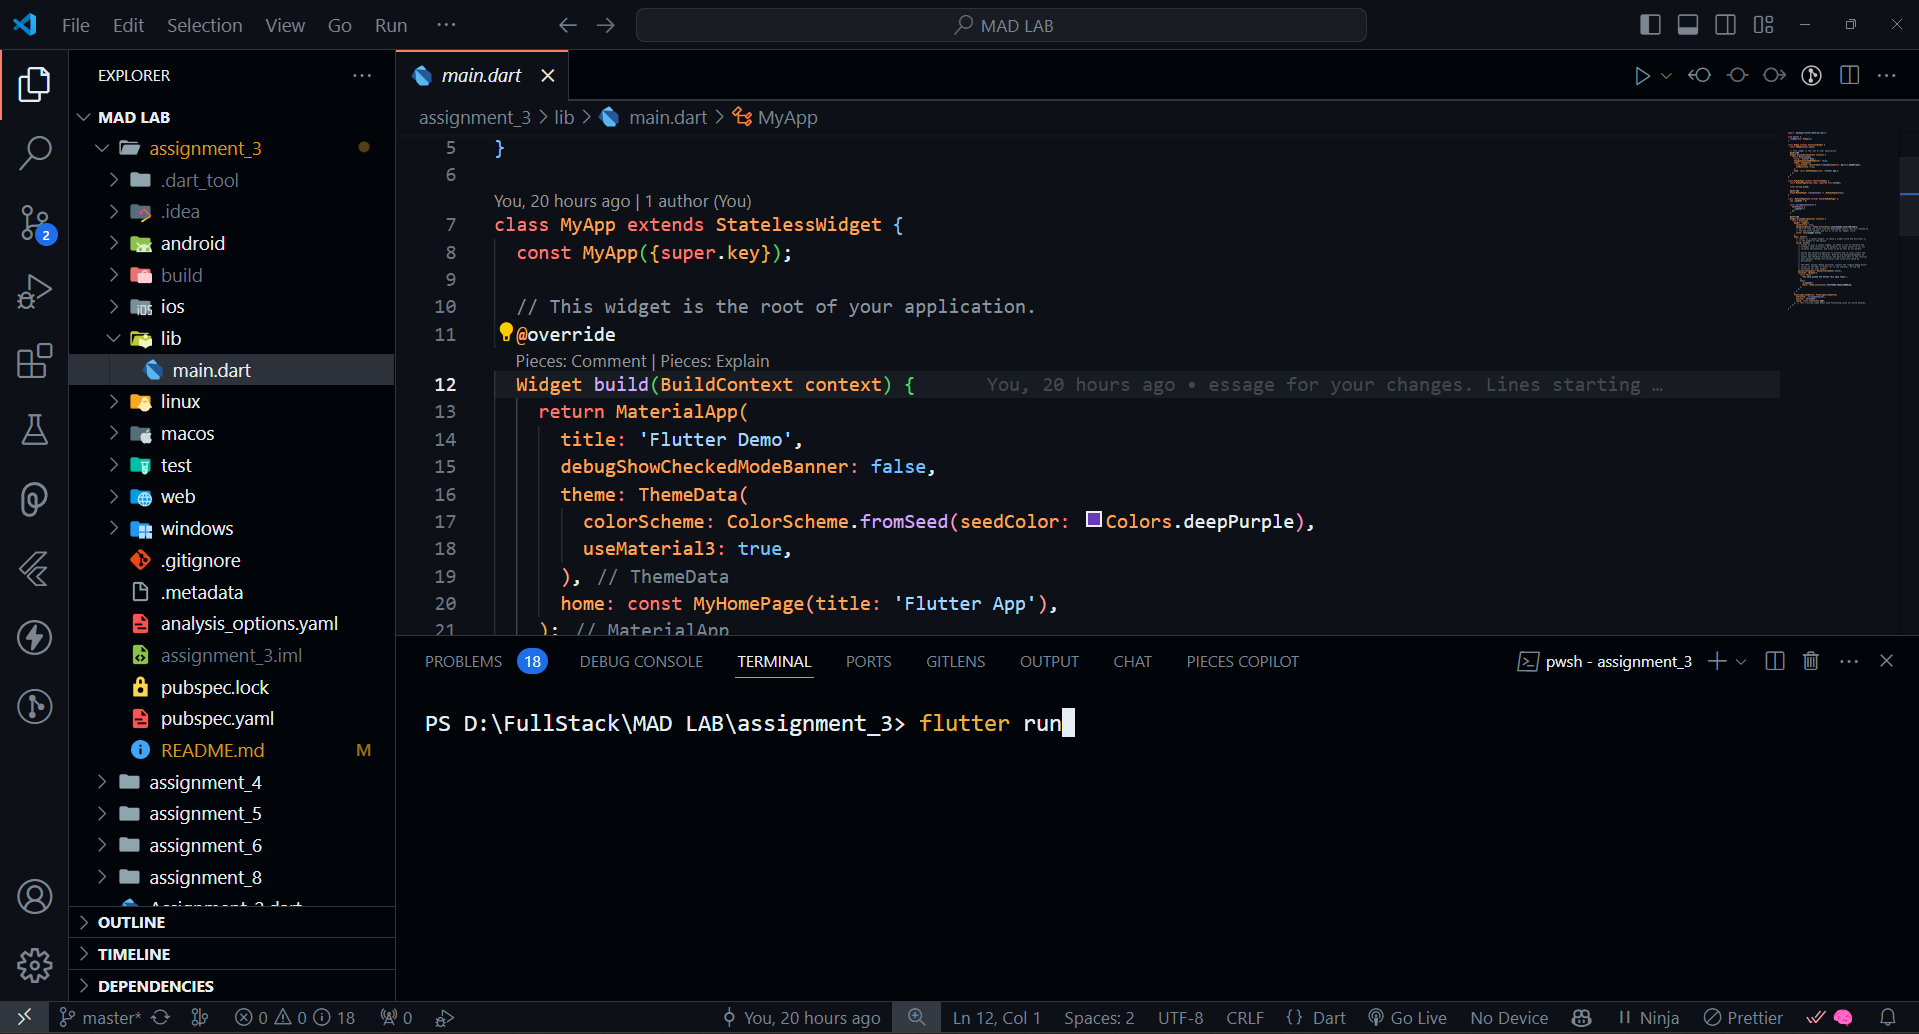 File Edit Selection View Go Run ··· MAD LAB
EXPLORER
MAD LAB
assignment_3
.dart_tool
.idea
android
build
ios
lib
main.dart
linux
macos
test
web
windows
.gitignore
.metadata
analysis_options.yaml
assignment_3.iml
pubspec.lock
pubspec.yaml
README.md M
assignment_4
assignment_5
assignment_6
assignment_8
OUTLINE
TIMELINE
DEPENDENCIES
2
main.dart
assignment_3 > lib > main.dart > MyApp
5 }
6
You, 20 hours ago | 1 author (You)
7 class MyApp extends StatelessWidget {
8 const MyApp({super.key});
9
10 // This widget is the root of your application.
11 @override
Pieces: Comment | Pieces: Explain
12 Widget build(BuildContext context) { You, 20 hours ago • essage for your changes. Lines starting …
13 return MaterialApp(
14 title: 'Flutter Demo',
15 debugShowCheckedModeBanner: false,
16 theme: ThemeData(
17 colorScheme: ColorScheme.fromSeed(seedColor: Colors.deepPurple),
18 useMaterial3: true,
19 ), // ThemeData
20 home: const MyHomePage(title: 'Flutter App'),
21 ); // MaterialApp
PROBLEMS 18 DEBUG CONSOLE TERMINAL PORTS GITLENS OUTPUT CHAT PIECES COPILOT pwsh - assignment_3
PS D:\FullStack\MAD LAB\assignment_3> flutter run
master* 0 0 18 0 You, 20 hours ago Ln 12, Col 1 Spaces: 2 UTF-8 CRLF {} Dart Go Live No Device Ninja Prettier